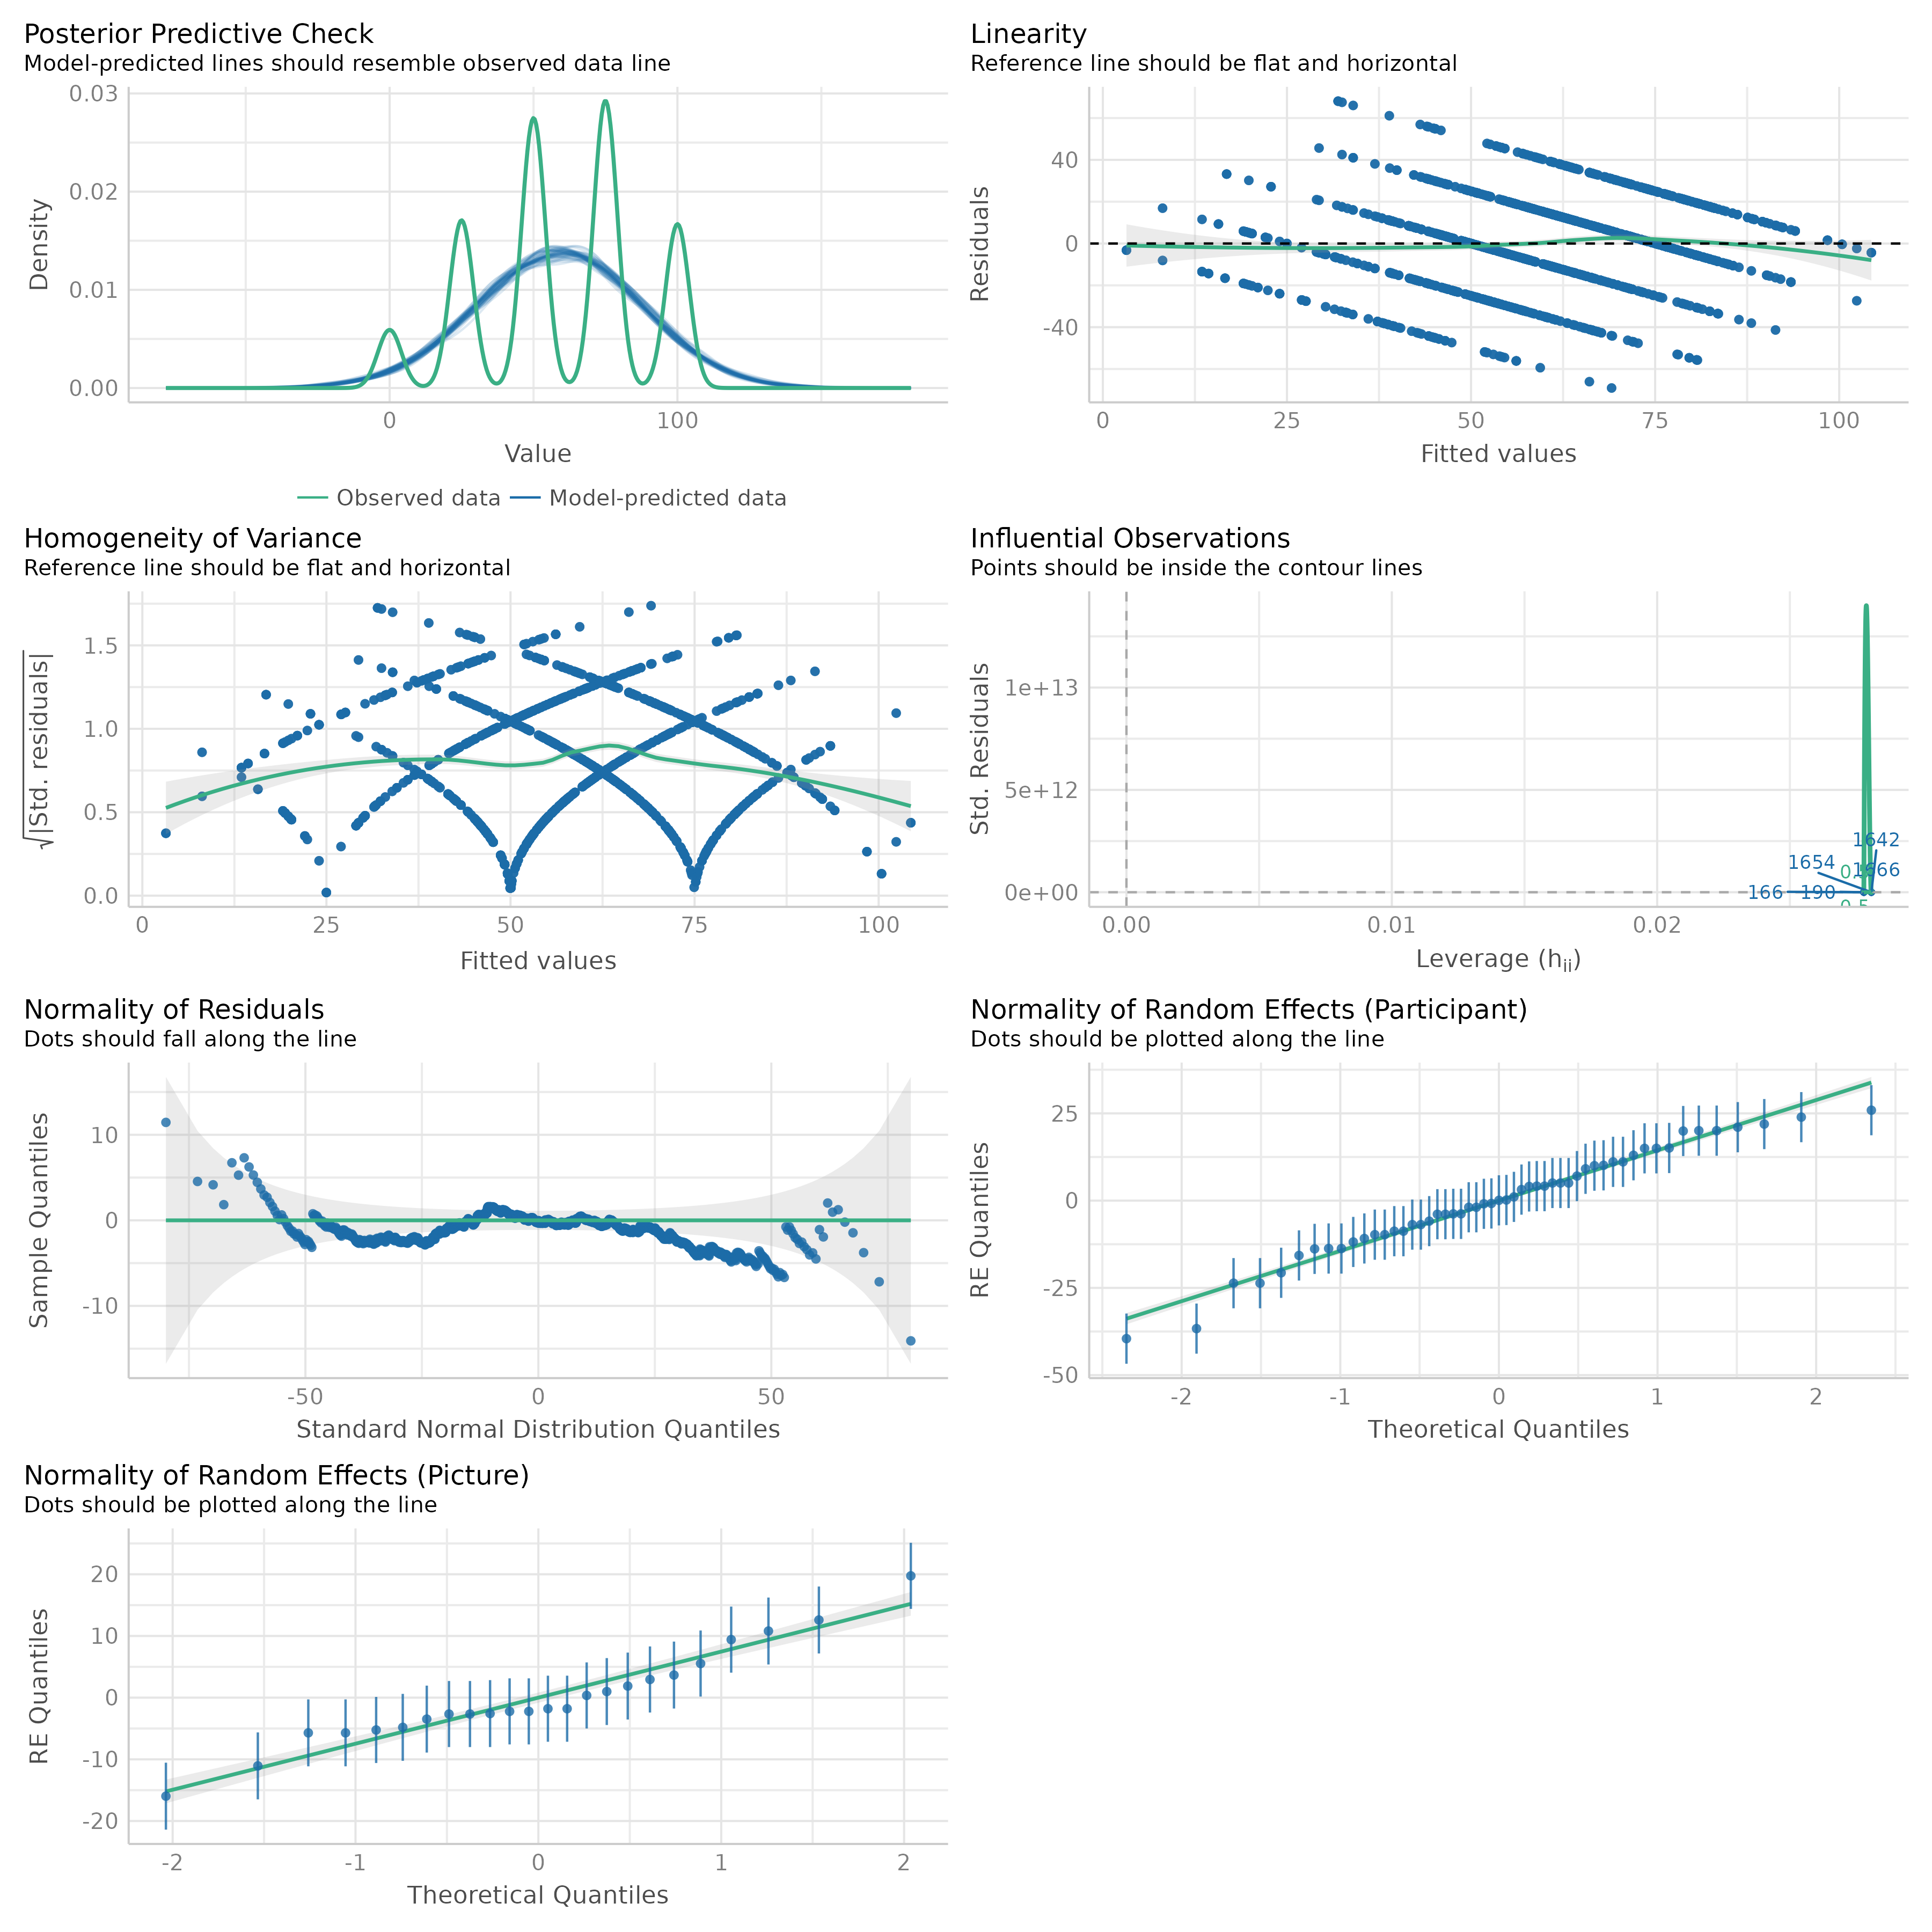 Posterior Predictive Check
Model-predicted lines should resemble observed data line
Density
0.03
0.02
0.01
0.00
0
100
Value
Observed data
Model-predicted data
Linearity
Reference line should be flat and horizontal
Residuals
40
0
-40
0
25
50
75
100
Fitted values
Homogeneity of Variance
Reference line should be flat and horizontal
√|Std. residuals|
1.5
1.0
0.5
0.0
0
25
50
75
100
Fitted values
Influential Observations
Points should be inside the contour lines
Std. Residuals
1e+13
5e+12
0e+00
1642
1654
1666
166
190
0.00
0.01
0.02
Leverage (hii)
Normality of Residuals
Dots should fall along the line
Sample Quantiles
10
0
-10
-50
0
50
Standard Normal Distribution Quantiles
Normality of Random Effects (Participant)
Dots should be plotted along the line
RE Quantiles
25
0
-25
-50
-2
-1
0
1
2
Theoretical Quantiles
Normality of Random Effects (Picture)
Dots should be plotted along the line
RE Quantiles
20
10
0
-10
-20
-2
-1
0
1
2
Theoretical Quantiles